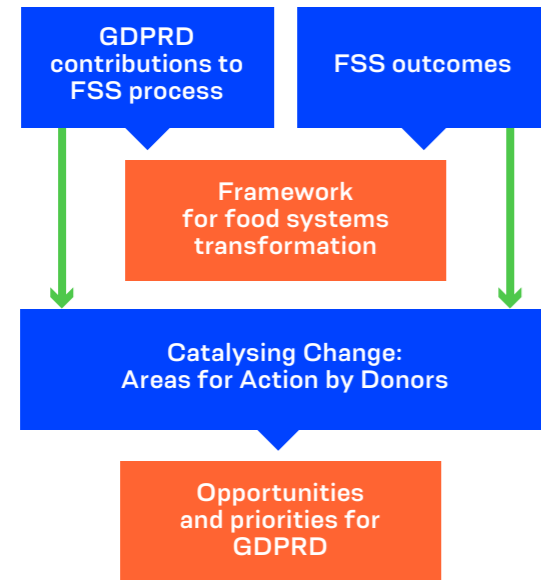 GDPRD
contributions to
FSS process
FSS outcomes
Framework
for food systems
transformation
Catalysing Change:
Areas for Action by Donors
Opportunities
and priorities for
GDPRD